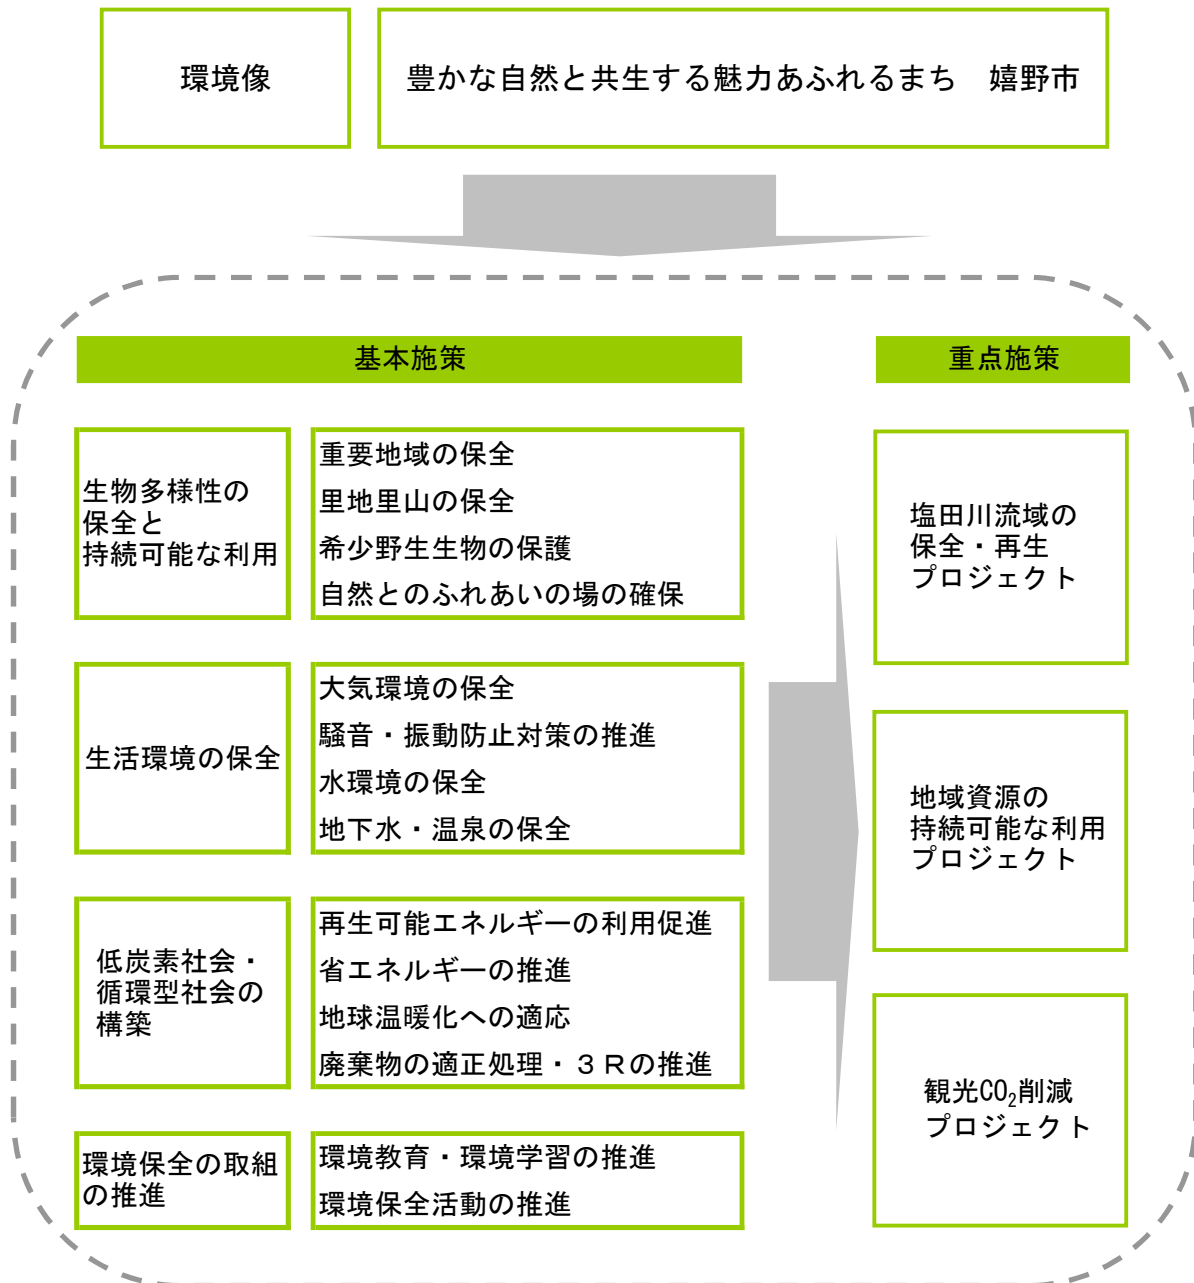 環境像
豊かな自然と共生する魅力あふれるまち　嬉野市
基本施策
重点施策
生物多様性の
保全と
持続可能な利用
重要地域の保全
里地里山の保全
希少野生生物の保護
自然とのふれあいの場の確保
生活環境の保全
大気環境の保全
騒音・振動防止対策の推進
水環境の保全
地下水・温泉の保全
低炭素社会・
循環型社会の
構築
再生可能エネルギーの利用促進
省エネルギーの推進
地球温暖化への適応
廃棄物の適正処理・３Ｒの推進
環境保全の取組
の推進
環境教育・環境学習の推進
環境保全活動の推進
塩田川流域の
保全・再生
プロジェクト
地域資源の
持続可能な利用
プロジェクト
観光CO₂削減
プロジェクト